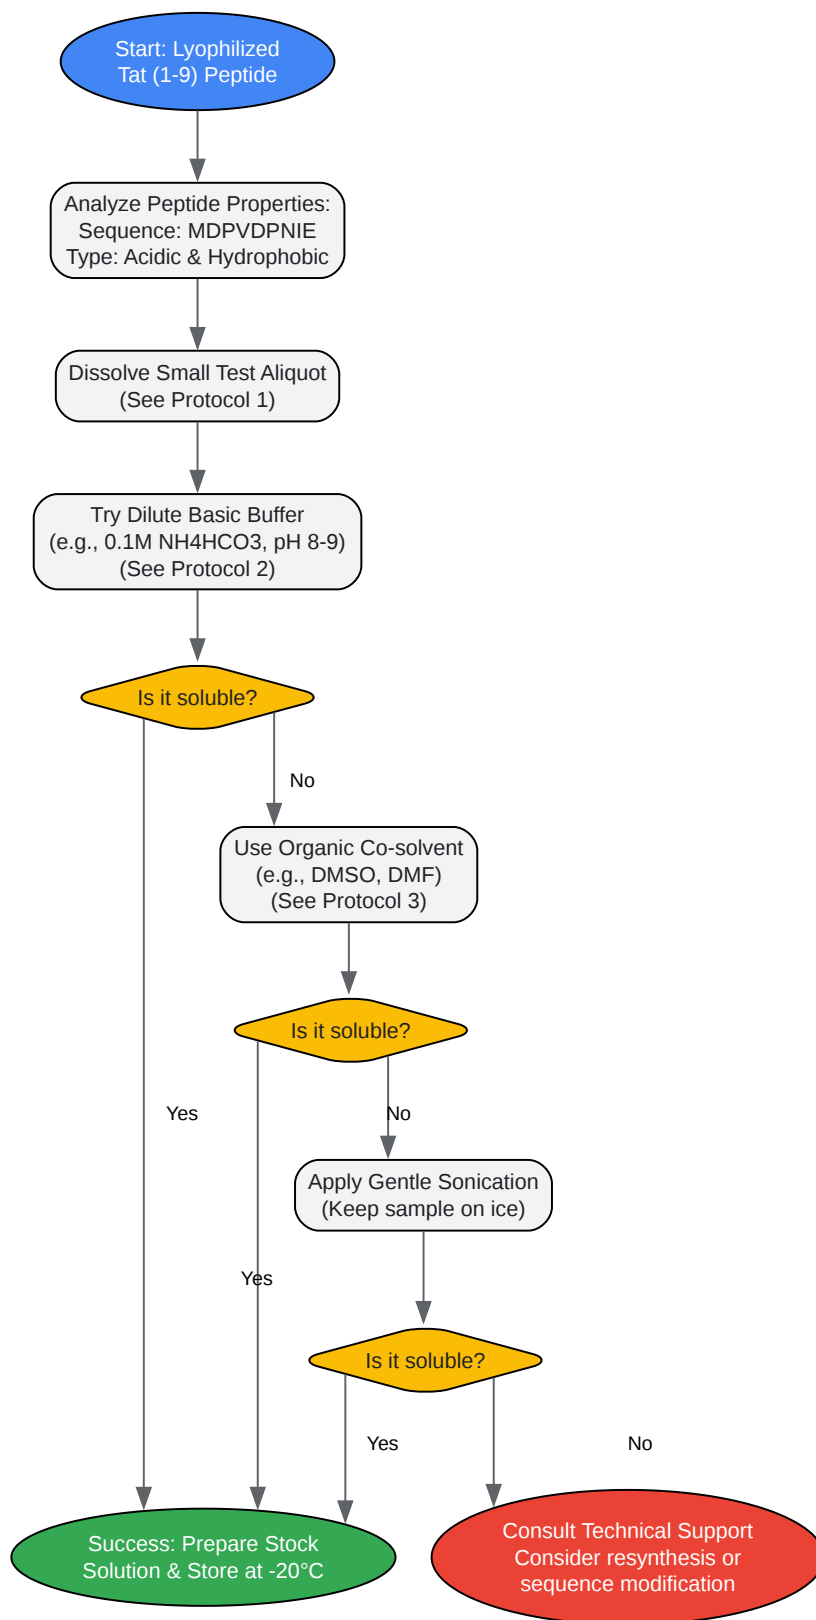 Start: Lyophilized
Tat (1-9) Peptide
Analyze Peptide Properties:
Sequence: MDPVDPNIE
Type: Acidic & Hydrophobic
Dissolve Small Test Aliquot
(See Protocol 1)
Try Dilute Basic Buffer
(e.g., 0.1M NH4HCO3, pH 8-9)
(See Protocol 2)
Is it soluble?
No
Use Organic Co-solvent
(e.g., DMSO, DMF)
(See Protocol 3)
Is it soluble?
Yes
No
Apply Gentle Sonication
(Keep sample on ice)
Yes
Is it soluble?
Yes
No
Success: Prepare Stock
Solution & Store at -20°C
Consult Technical Support
Consider resynthesis or
sequence modification